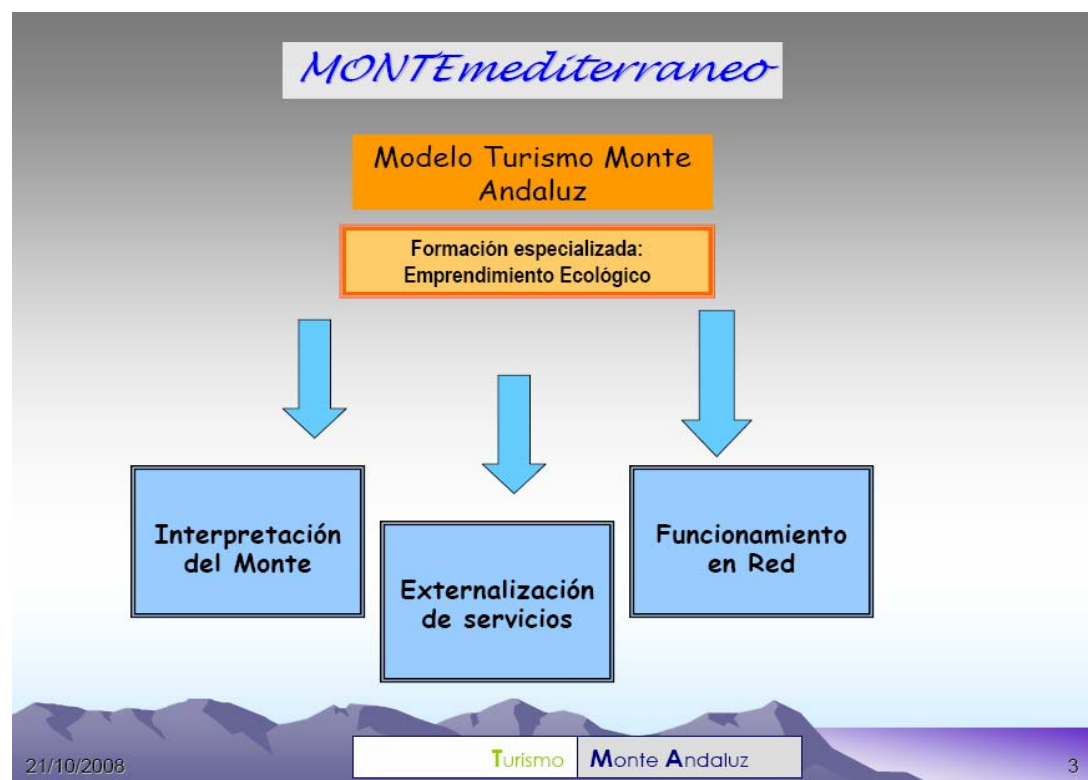 MONTEmediterraneo
Modelo Turismo Monte
Andaluz
Formación especializada:
Emprendimiento Ecológico
Interpretación
del Monte
Externalización
de servicios
Funcionamiento
en Red
21/10/2008
Turismo Monte Andaluz
3